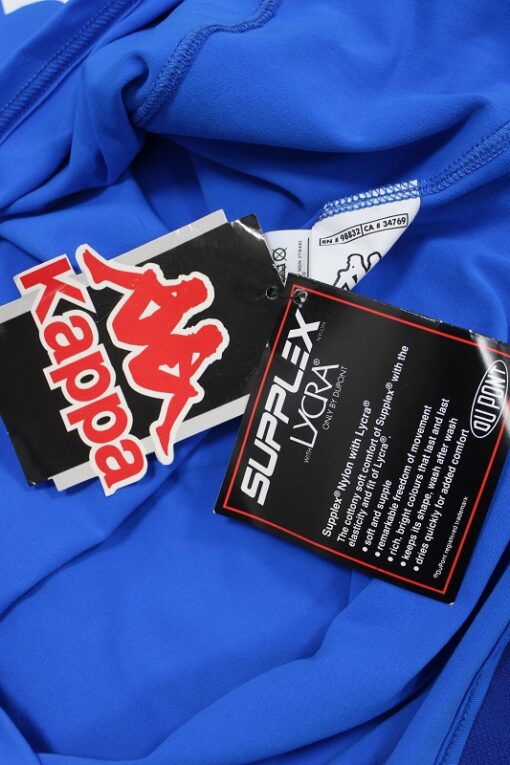 RN # 98832 CA # 34769
NON STIRARE
Kappa
SUPPLEX
NYLON
WITH LYCRA®
ONLY BY DUPONT
DU PONT
Supplex® Nylon with Lycra®
The cottony soft comfort of Supplex® with the
elasticity and fit of Lycra®
• soft and supple
• remarkable freedom of movement
• rich, bright colours that last and last
• keeps its shape, wash after wash
• dries quickly for added comfort
®DuPont registered trademark